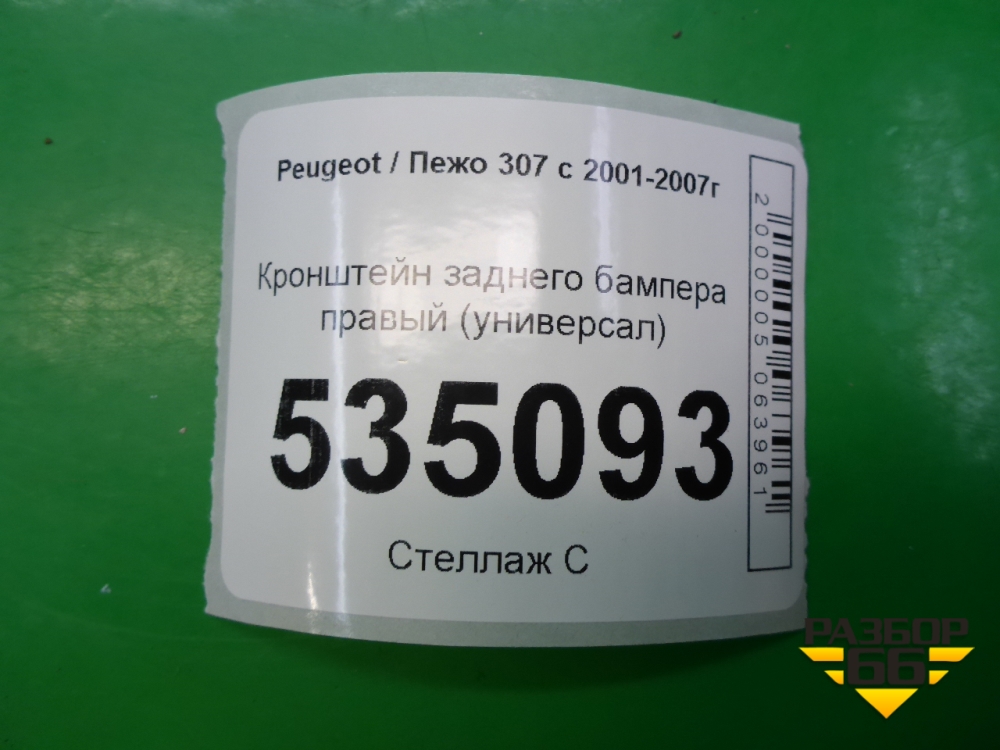 Peugeot / Пежо 307 с 2001-2007г
Кронштейн заднего бампера
правый (универсал)
535093
Стеллаж С
2000005063961
РАЗБОР
66